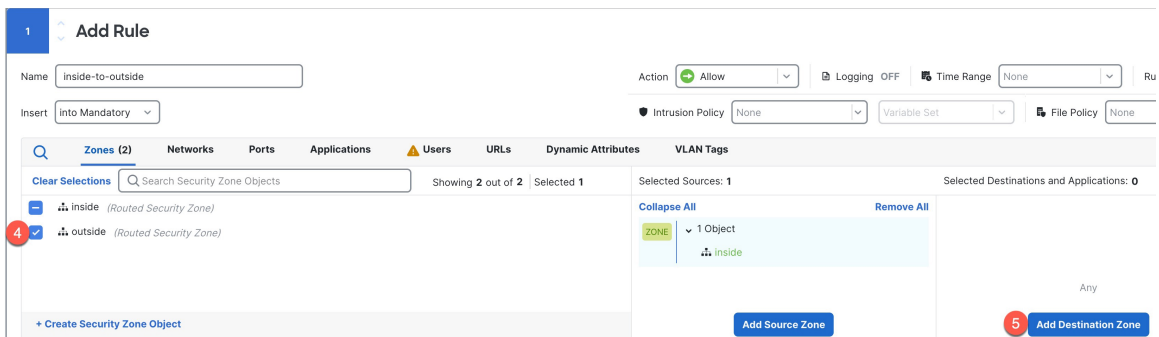 1 Add Rule
Name inside-to-outside Action Allow Logging OFF Time Range None Ru
Insert into Mandatory Intrusion Policy None Variable Set File Policy None
Zones (2) Networks Ports Applications Users URLs Dynamic Attributes VLAN Tags
Clear Selections Search Security Zone Objects Showing 2 out of 2 Selected 1 Selected Sources: 1 Selected Destinations and Applications: 0
inside (Routed Security Zone) Collapse All Remove All
4 outside (Routed Security Zone) ZONE 1 Object
inside
Any
+ Create Security Zone Object Add Source Zone 5 Add Destination Zone